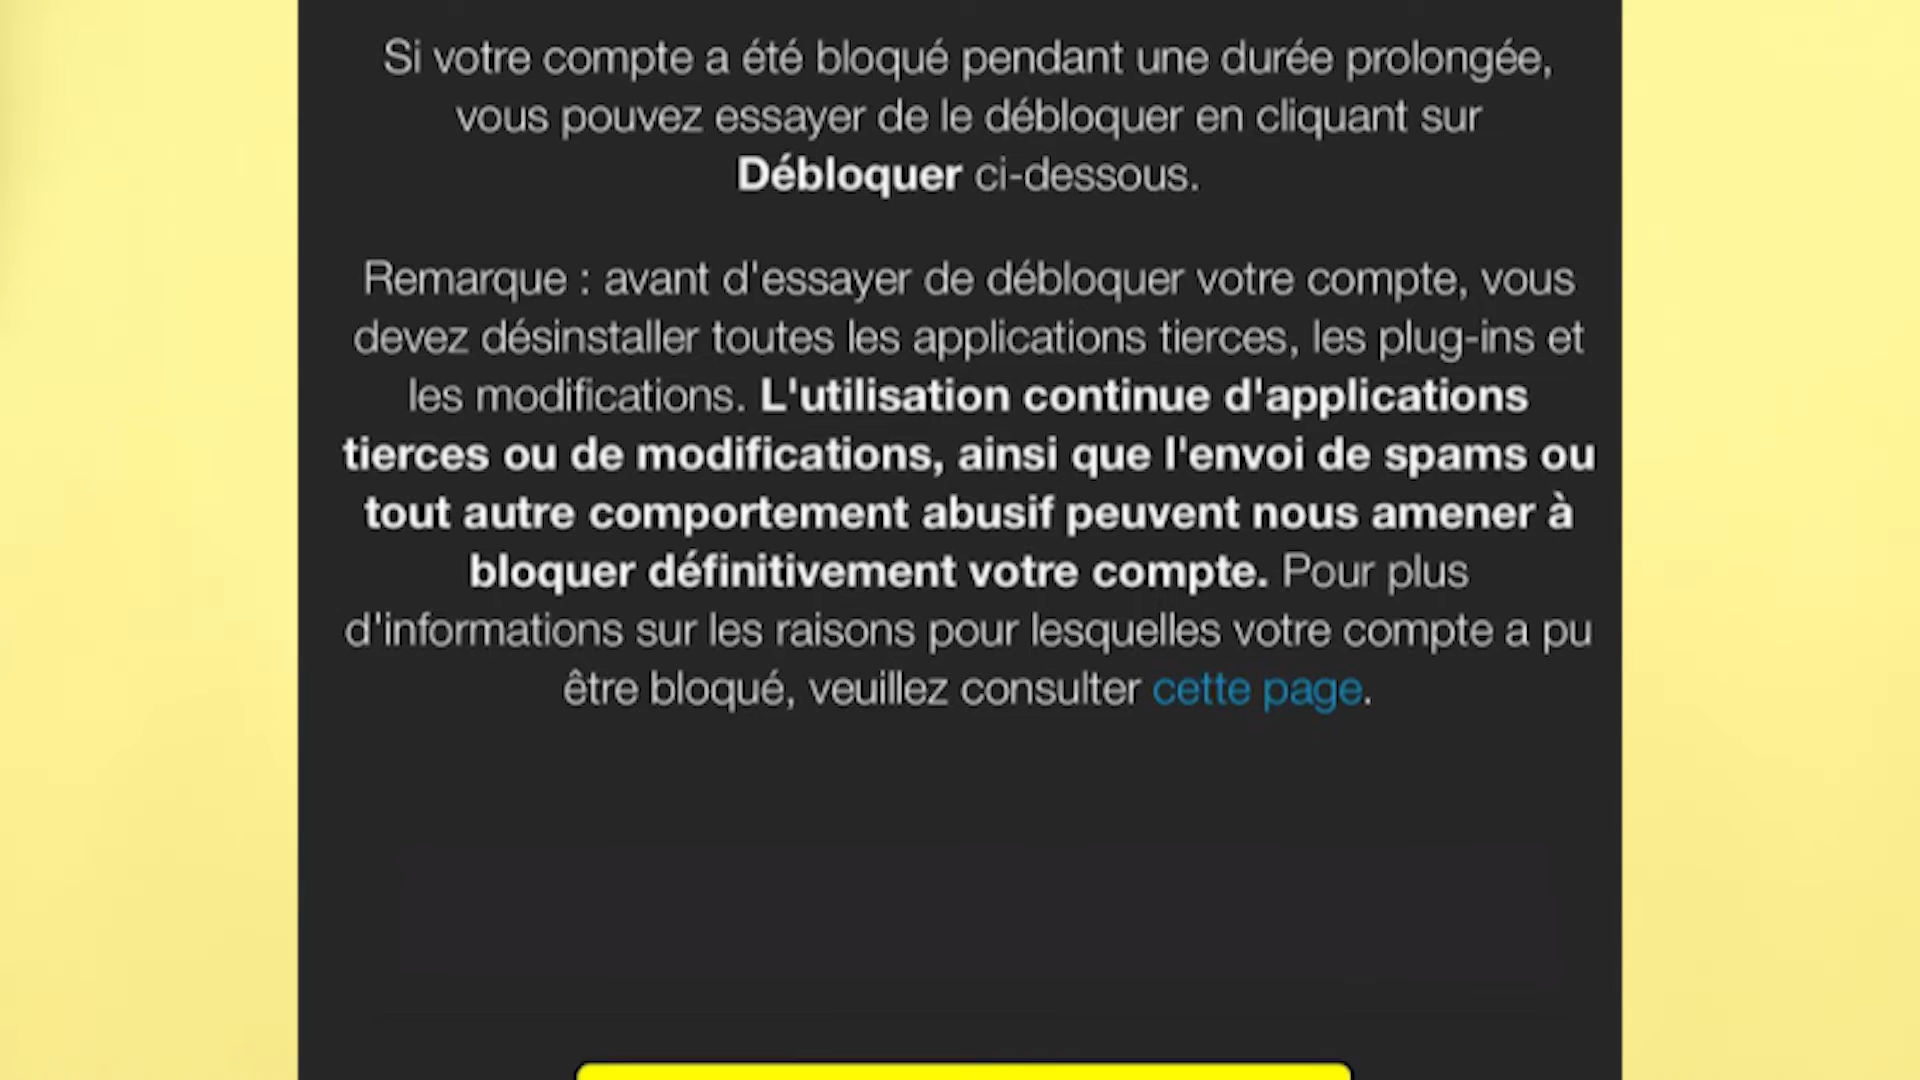 Si votre compte a été bloqué pendant une durée prolongée,
vous pouvez essayer de le débloquer en cliquant sur
Débloquer ci-dessous.
Remarque : avant d'essayer de débloquer votre compte, vous
devez désinstaller toutes les applications tierces, les plug-ins et
les modifications. L'utilisation continue d'applications
tierces ou de modifications, ainsi que l'envoi de spams ou
tout autre comportement abusif peuvent nous amener à
bloquer définitivement votre compte. Pour plus
d'informations sur les raisons pour lesquelles votre compte a pu
être bloqué, veuillez consulter cette page.